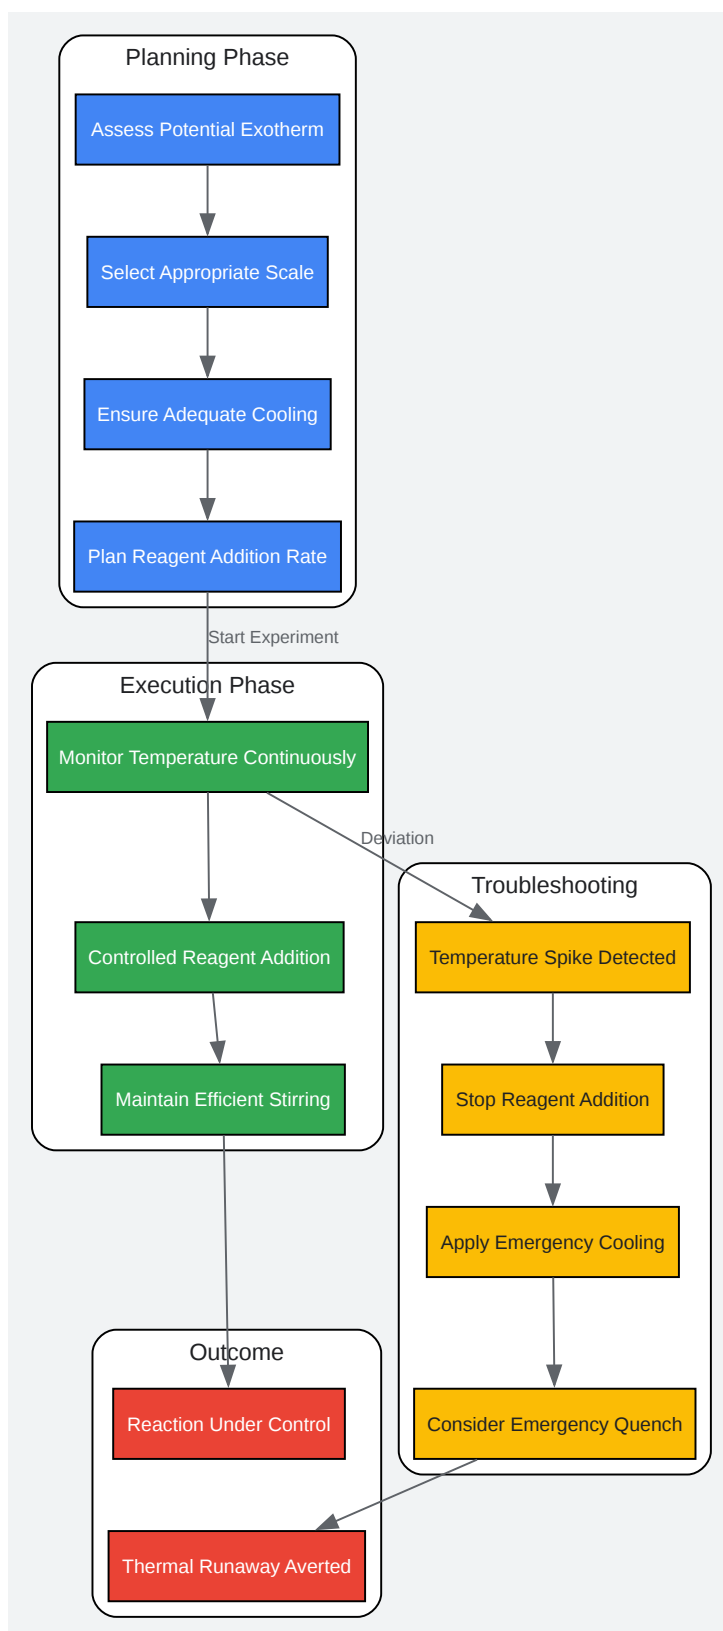 Planning Phase
Assess Potential Exotherm
Select Appropriate Scale
Ensure Adequate Cooling
Plan Reagent Addition Rate
Start Experiment
Execution Phase
Monitor Temperature Continuously
Deviation
Controlled Reagent Addition
Maintain Efficient Stirring
Troubleshooting
Temperature Spike Detected
Stop Reagent Addition
Apply Emergency Cooling
Consider Emergency Quench
Outcome
Reaction Under Control
Thermal Runaway Averted